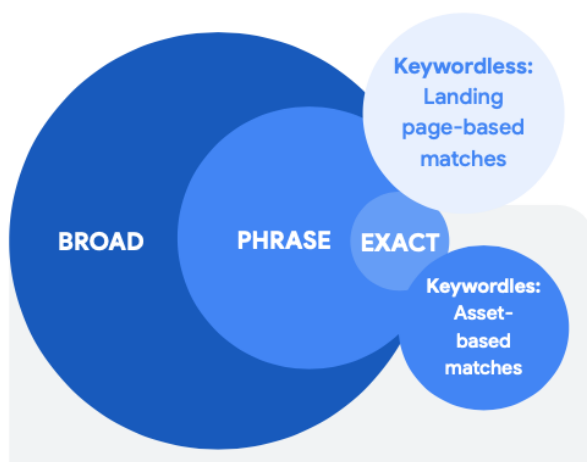 Keywordless:
Landing
page-based
matches
BROAD
PHRASE
EXACT
Keywordles:
Asset-
based
matches